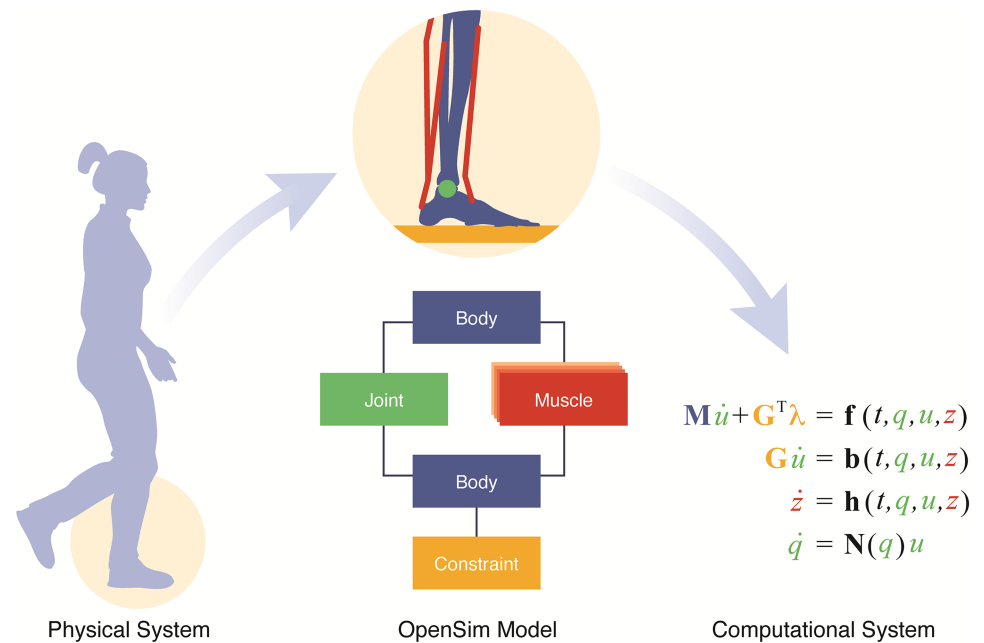 Body
Joint
Muscle
Body
Constraint
Mu̇ + Gᵀλ = f (t,q,u,z)
Gu̇ = b(t,q,u,z)
ż = h(t,q,u,z)
q̇ = N(q)u
Physical System
OpenSim Model
Computational System